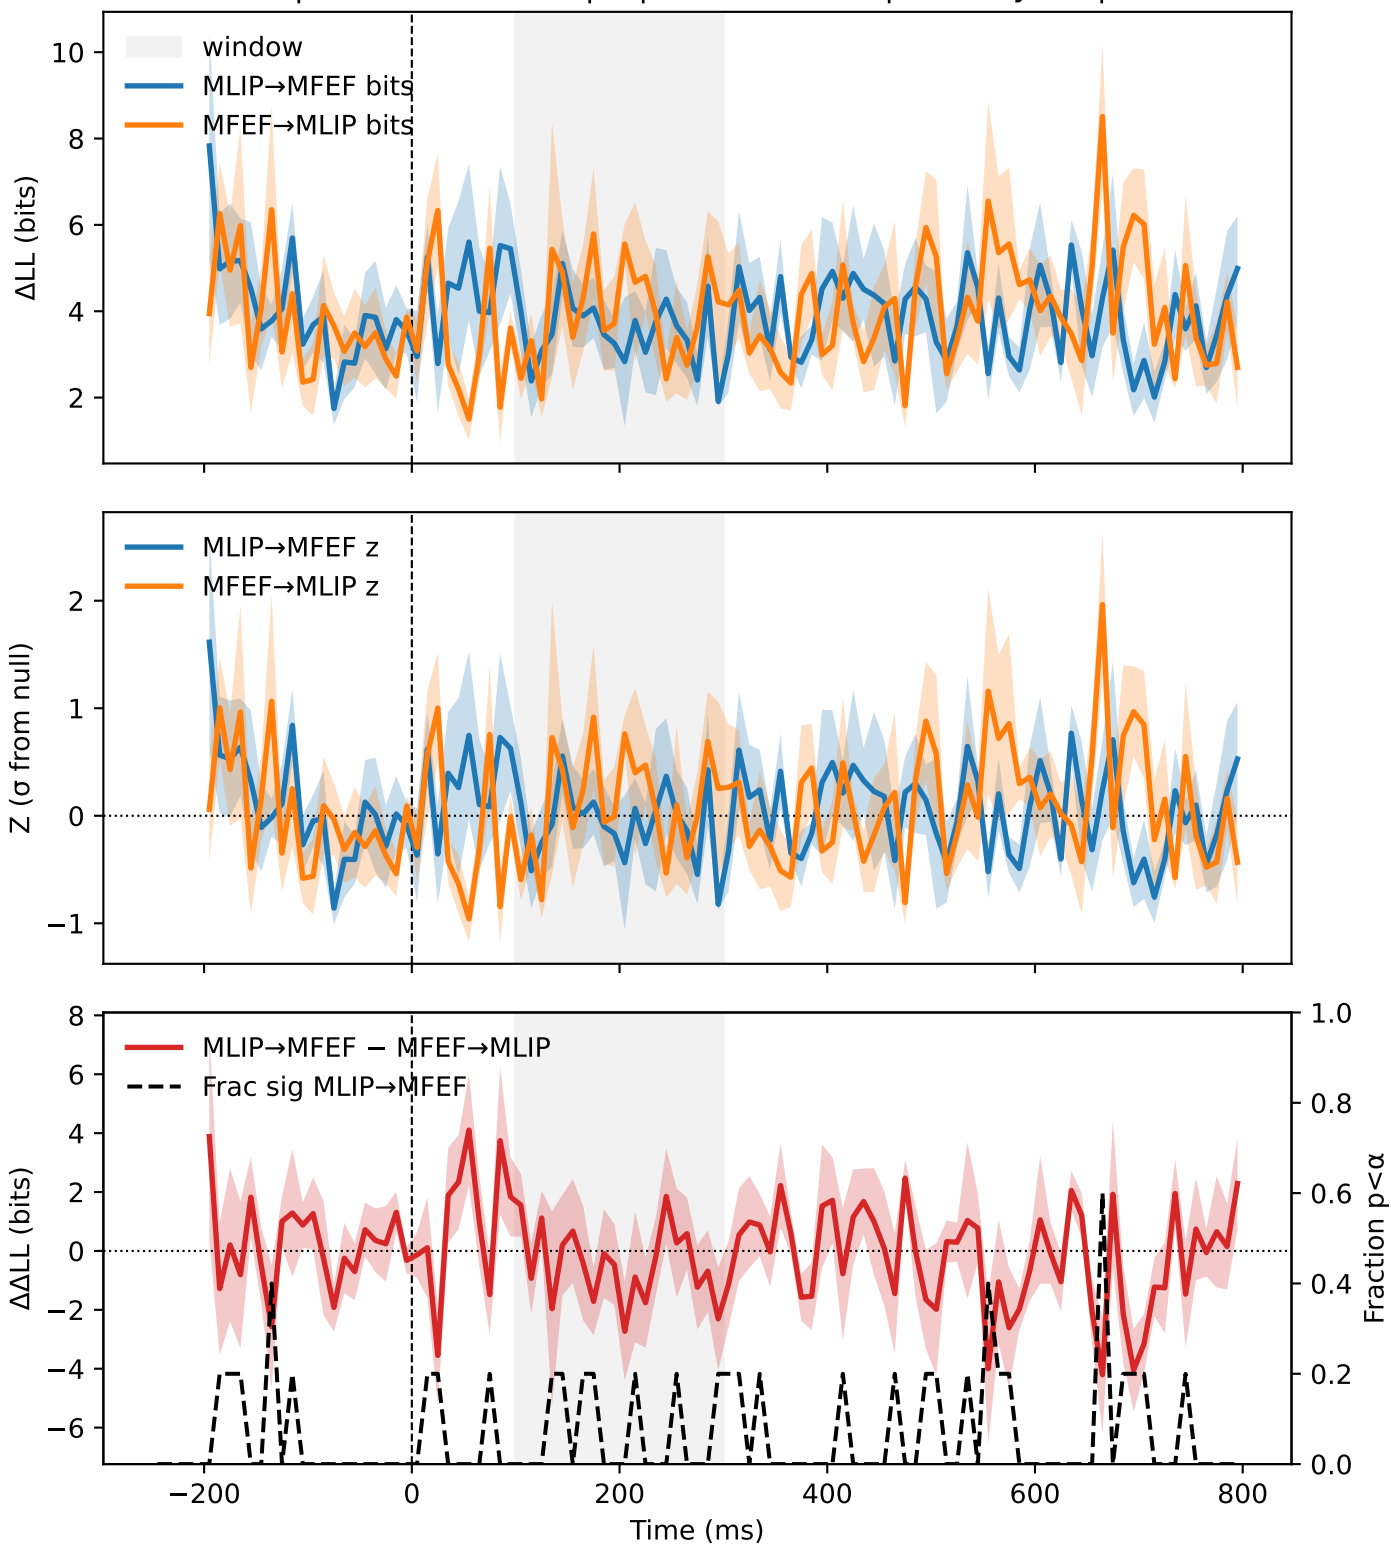 10
8
6
4
2
ΔLL (bits)
window
MLIP→MFEF bits
MFEF→MLIP bits
2
1
0
−1
Z (σ from null)
MLIP→MFEF z
MFEF→MLIP z
8
6
4
2
0
−2
−4
−6
ΔΔLL (bits)
MLIP→MFEF − MFEF→MLIP
Frac sig MLIP→MFEF
1.0
0.8
0.6
0.4
0.2
0.0
Fraction p<α
−200 0 200 400 600 800
Time (ms)